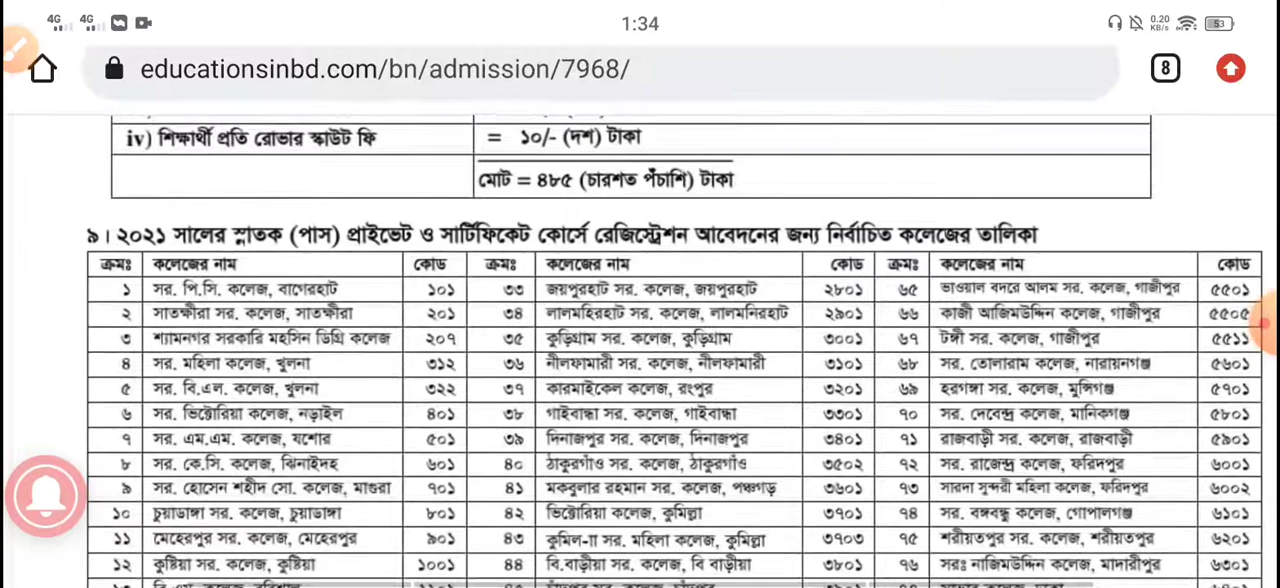 4G 4G 1:34 0.20 KB/s 53
educationsinbd.com/bn/admission/7968/ 8
iv) শিক্ষার্থী প্রতি রোভার স্কাউট ফি = ১০/- (দশ) টাকা
মোট = ৪৮৫ (চারশত পঁচাশি) টাকা
৯। ২০২১ সালের স্নাতক (পাস) প্রাইভেট ও সার্টিফিকেট কোর্সে রেজিস্ট্রেশন আবেদনের জন্য নির্বাচিত কলেজের তালিকা
ক্রমঃ কলেজের নাম কোড ক্রমঃ কলেজের নাম কোড ক্রমঃ কলেজের নাম কোড
১ সর. পি.সি. কলেজ, বাগেরহাট ১০১ ৩৩ জয়পুরহাট সর. কলেজ, জয়পুরহাট ২৮০১ ৬৫ ভাওয়াল বদরে আলম সর. কলেজ, গাজীপুর ৫৫০১
২ সাতক্ষীরা সর. কলেজ, সাতক্ষীরা ২০১ ৩৪ লালমহিরহাট সর. কলেজ, লালমনিরহাট ২৯০১ ৬৬ কাজী আজিমউদ্দিন কলেজ, গাজীপুর ৫৫০৫
৩ শ্যামনগর সরকারি মহসিন ডিগ্রি কলেজ ২০৭ ৩৫ কুড়িগ্রাম সর. কলেজ, কুড়িগ্রাম ৩০০১ ৬৭ টঙ্গী সর. কলেজ, গাজীপুর ৫৫১১
৪ সর. মহিলা কলেজ, খুলনা ৩১২ ৩৬ নীলফামারী সর. কলেজ, নীলফামারী ৩১০১ ৬৮ সর. তোলারাম কলেজ, নারায়নগঞ্জ ৫৬০১
৫ সর. বি.এল. কলেজ, খুলনা ৩২২ ৩৭ কারমাইকেল কলেজ, রংপুর ৩২০১ ৬৯ হরগঙ্গা সর. কলেজ, মুন্সিগঞ্জ ৫৭০১
৬ সর. ভিক্টোরিয়া কলেজ, নড়াইল ৪০১ ৩৮ গাইবান্ধা সর. কলেজ, গাইবান্ধা ৩৩০১ ৭০ সর. দেবেন্দ্র কলেজ, মানিকগঞ্জ ৫৮০১
৭ সর. এম.এম. কলেজ, যশোর ৫০১ ৩৯ দিনাজপুর সর. কলেজ, দিনাজপুর ৩৪০১ ৭১ রাজবাড়ী সর. কলেজ, রাজবাড়ী ৫৯০১
৮ সর. কে.সি. কলেজ, ঝিনাইদহ ৬০১ ৪০ ঠাকুরগাঁও সর. কলেজ, ঠাকুরগাঁও ৩৫০২ ৭২ সর. রাজেন্দ্র কলেজ, ফরিদপুর ৬০০১
৯ সর. হোসেন শহীদ সো. কলেজ, মাগুরা ৭০১ ৪১ মকবুলার রহমান সর. কলেজ, পঞ্চগড় ৩৬০১ ৭৩ সারদা সুন্দরী মহিলা কলেজ, ফরিদপুর ৬০০২
১০ চুয়াডাঙ্গা সর. কলেজ, চুয়াডাঙ্গা ৮০১ ৪২ ভিক্টোরিয়া কলেজ, কুমিল্লা ৩৭০১ ৭৪ সর. বঙ্গবন্ধু কলেজ, গোপালগঞ্জ ৬১০১
১১ মেহেরপুর সর. কলেজ, মেহেরপুর ৯০১ ৪৩ কুমিল-া সর. মহিলা কলেজ, কুমিল্লা ৩৭০৩ ৭৫ শরীয়তপুর সর. কলেজ, শরীয়তপুর ৬২০১
১২ কুষ্টিয়া সর. কলেজ, কুষ্টিয়া ১০০১ ৪৪ বি.বাড়ীয়া সর. কলেজ, বি বাড়ীয়া ৩৮০১ ৭৬ সরঃ নাজিমউদ্দিন কলেজ, মাদারীপুর ৬৩০১